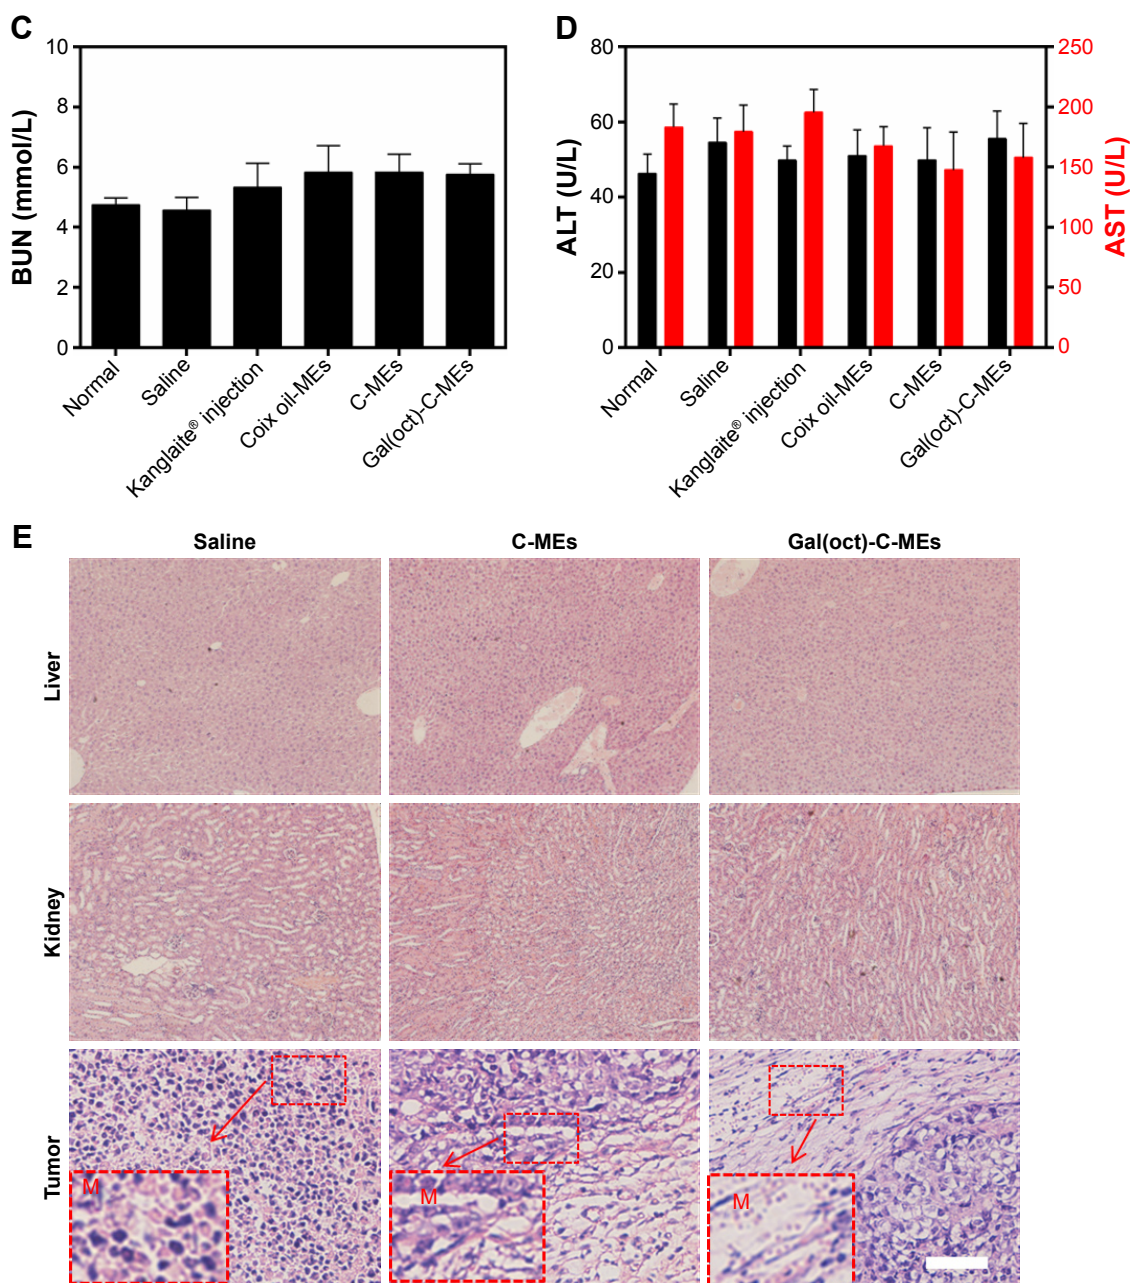 C
BUN (mmol/L)
10
8
6
4
2
0
Normal
Saline
Kanglaite® injection
Coix oil-MEs
C-MEs
Gal(oct)-C-MEs
D
ALT (U/L)
80
60
40
20
0
AST (U/L)
250
200
150
100
50
0
Normal
Saline
Kanglaite® injection
Coix oil-MEs
C-MEs
Gal(oct)-C-MEs
E
Saline
C-MEs
Gal(oct)-C-MEs
Liver
Kidney
Tumor
M
M
M